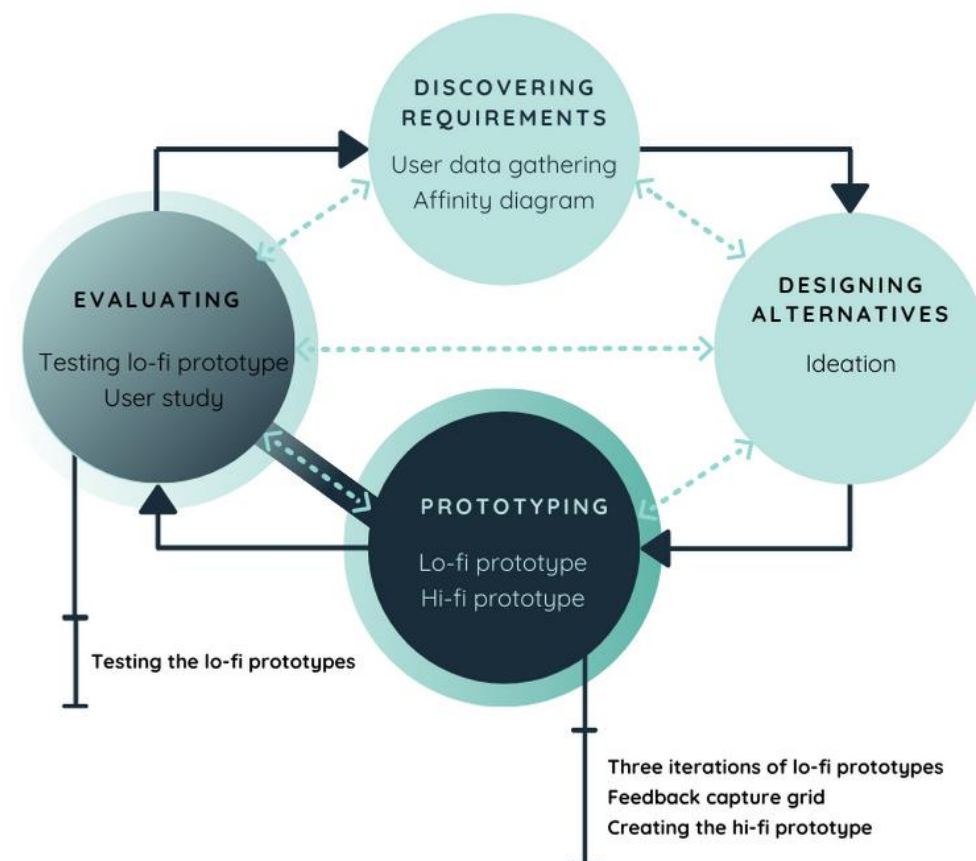 DISCOVERING
REQUIREMENTS
User data gathering
Affinity diagram
EVALUATING
Testing lo-fi prototype
User study
DESIGNING
ALTERNATIVES
Ideation
PROTOTYPING
Lo-fi prototype
Hi-fi prototype
Testing the lo-fi prototypes
Three iterations of lo-fi prototypes
Feedback capture grid
Creating the hi-fi prototype